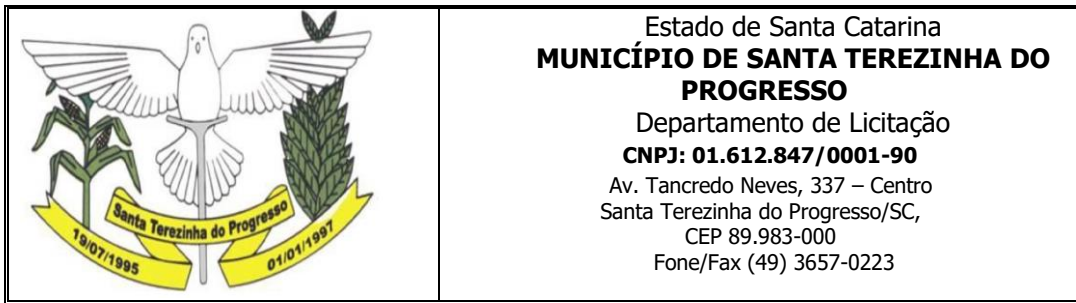 Santa Terezinha do Progresso
19/07/1995
01/01/1997
Estado de Santa Catarina
MUNICÍPIO DE SANTA TEREZINHA DO
PROGRESSO
Departamento de Licitação
CNPJ: 01.612.847/0001-90
Av. Tancredo Neves, 337 – Centro
Santa Terezinha do Progresso/SC,
CEP 89.983-000
Fone/Fax (49) 3657-0223